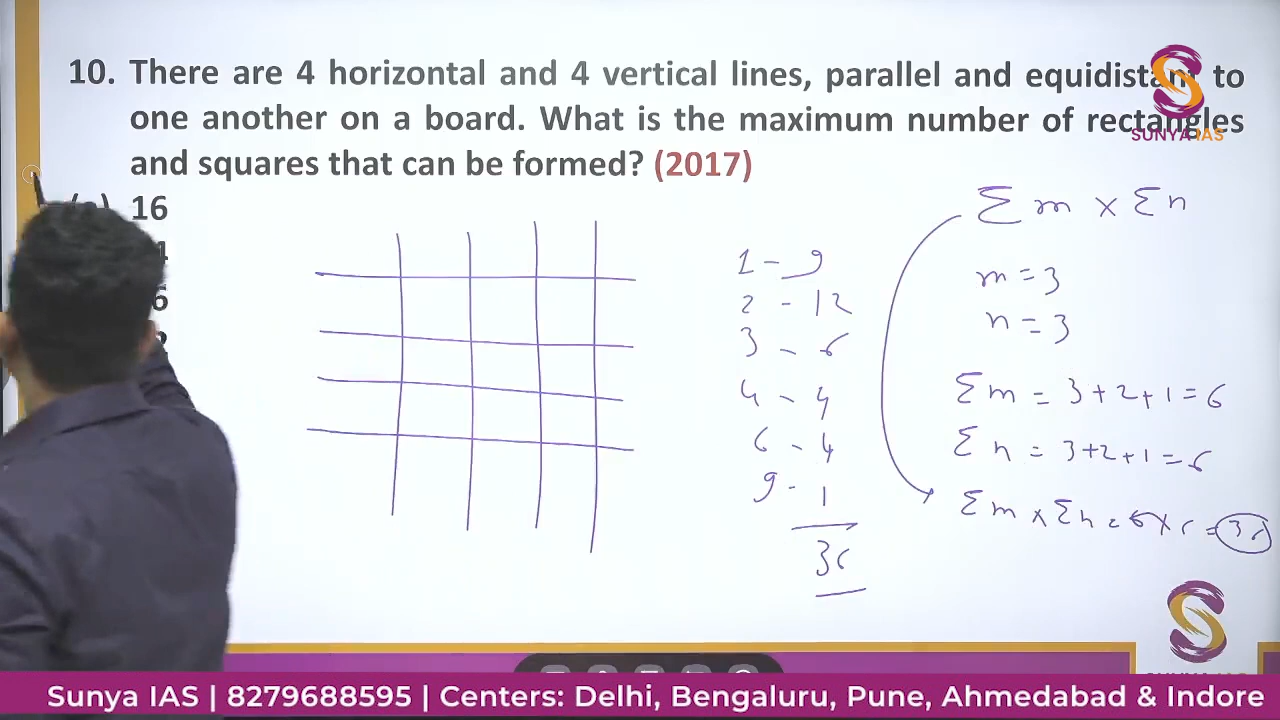 10. There are 4 horizontal and 4 vertical lines, parallel and equidistant to
one another on a board. What is the maximum number of rectangles
and squares that can be formed? (2017)
16
4
6
2
1 - 9
2 - 12
3 - 6
4 - 4
6 - 4
9 - 1
36
Σm × Σn
m = 3
n = 3
Σm = 3+2+1 = 6
Σn = 3+2+1 = 6
Σm × Σn = 6×6 = 36
SUNYA IAS
Sunya IAS | 8279688595 | Centers: Delhi, Bengaluru, Pune, Ahmedabad & Indore